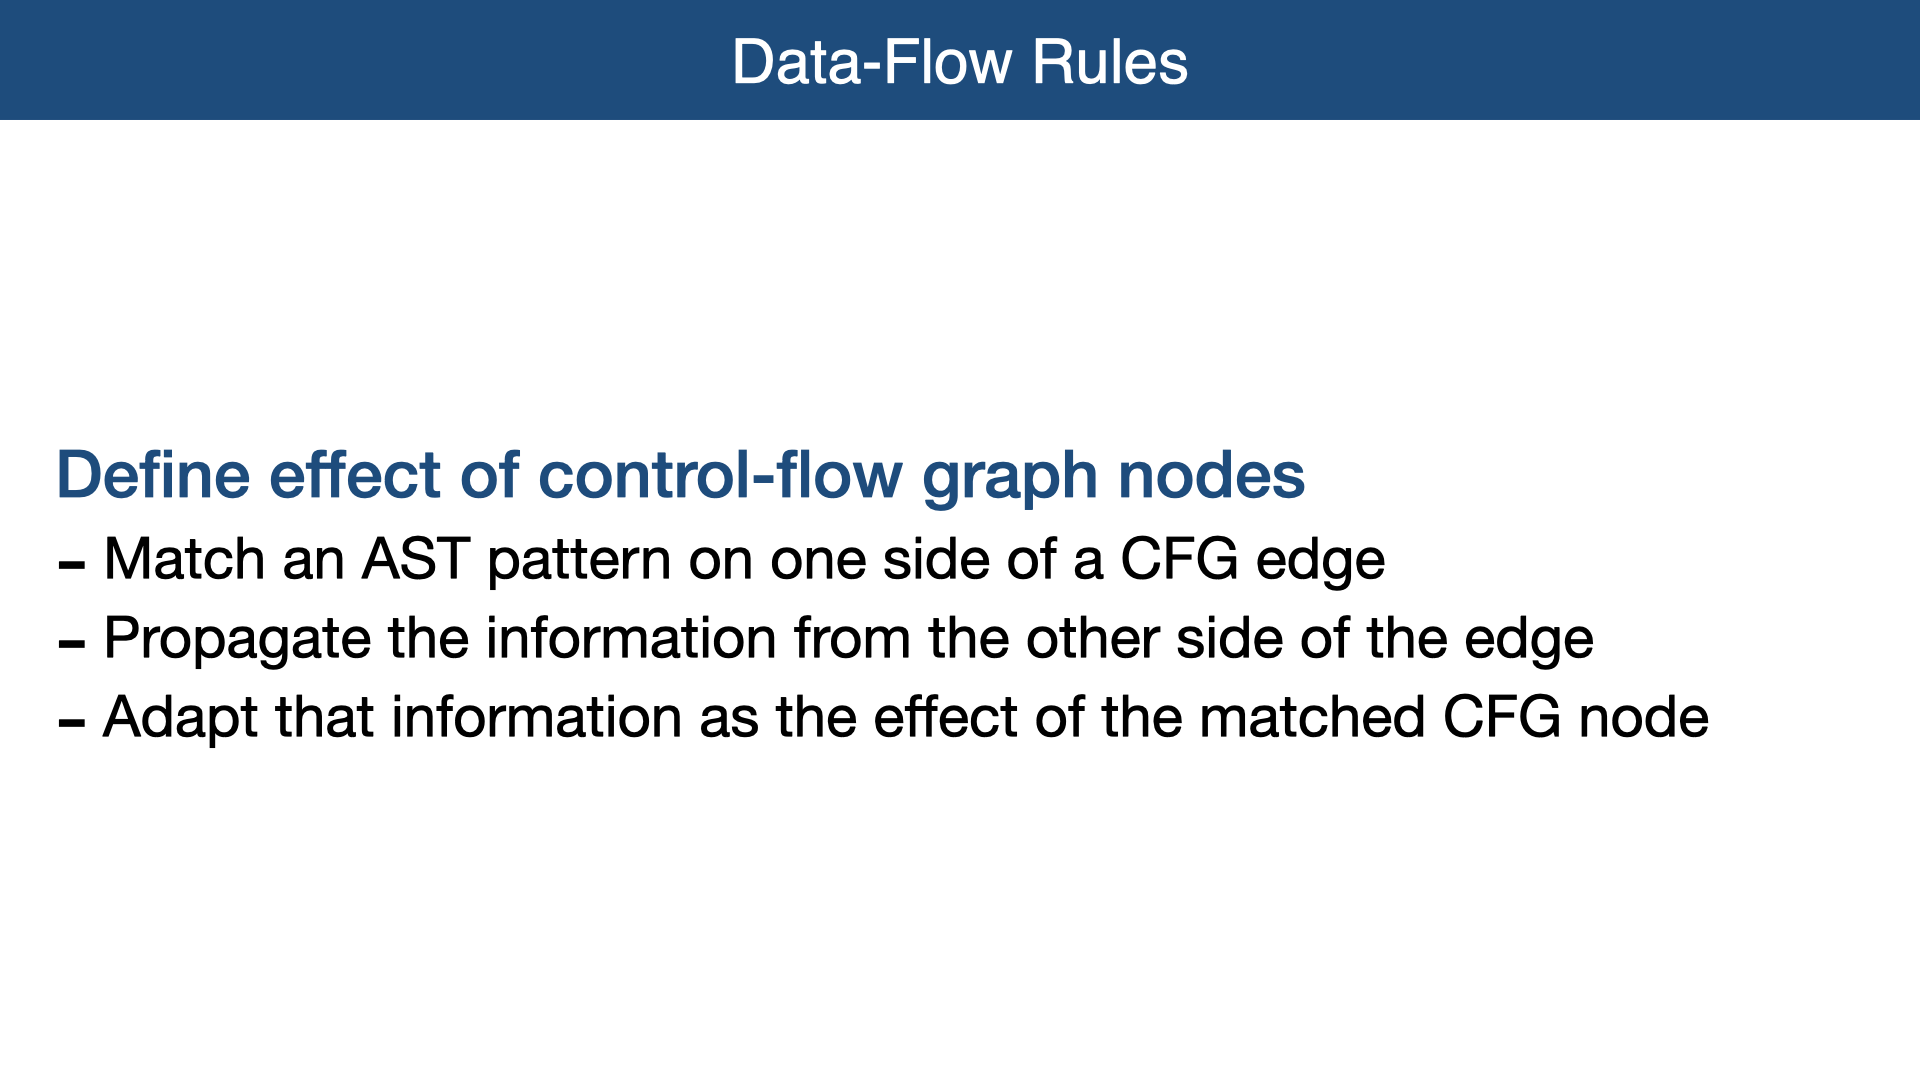 Data-Flow Rules
Define effect of control-flow graph nodes
- Match an AST pattern on one side of a CFG edge
- Propagate the information from the other side of the edge
- Adapt that information as the effect of the matched CFG node